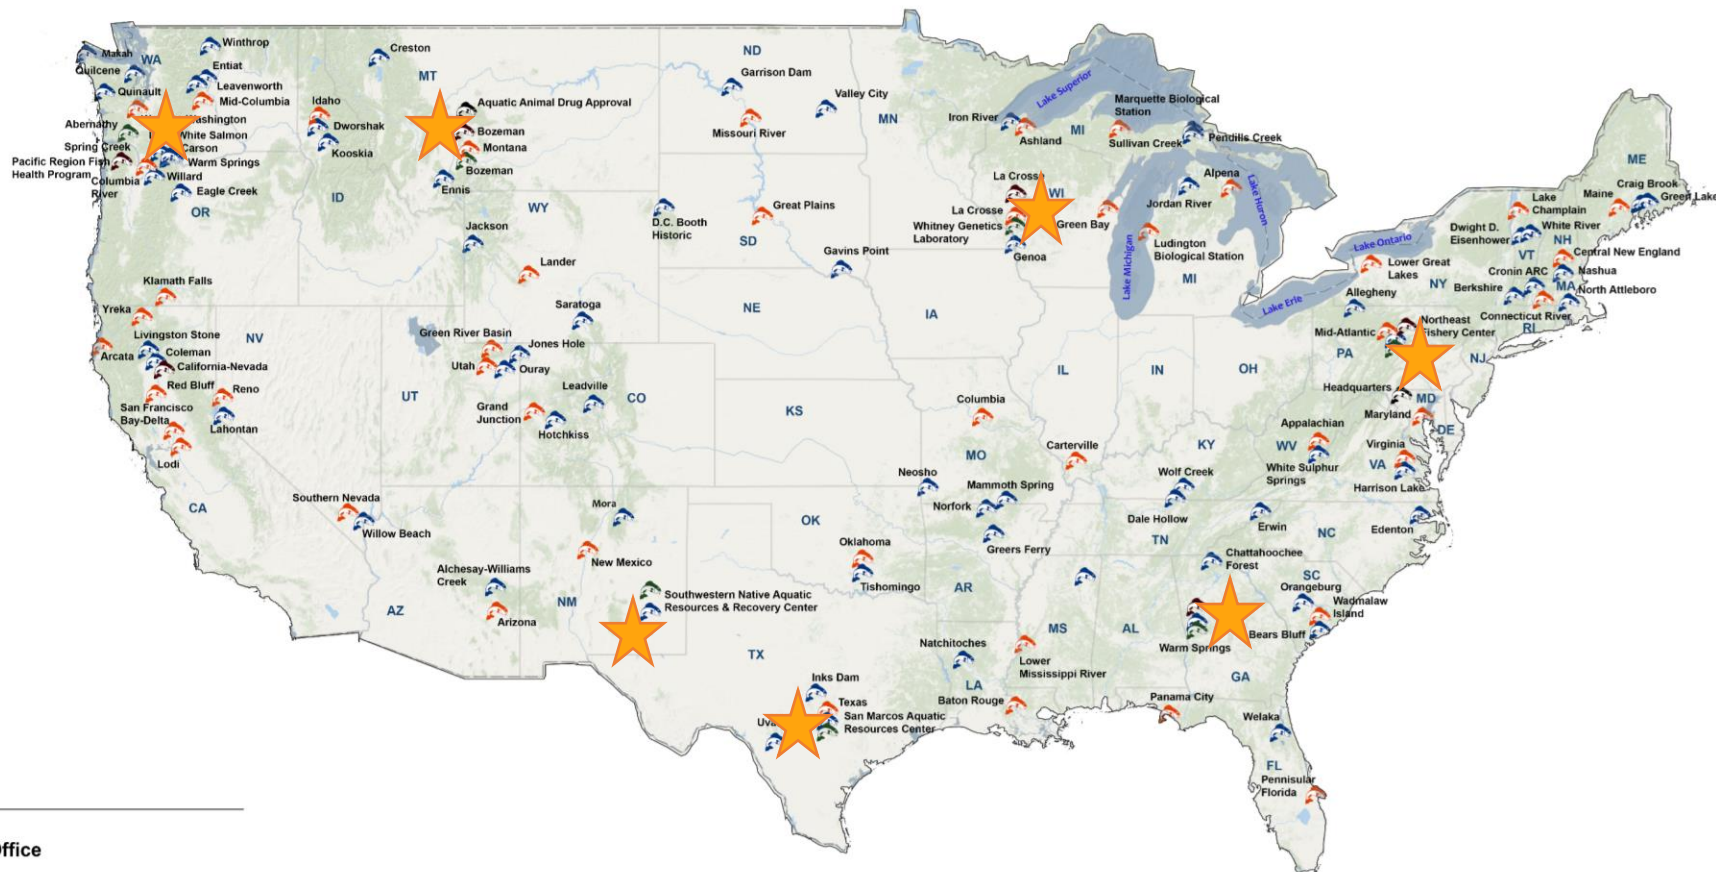 Makah
WA
Winthrop
Quilcene
Entiat
Leavenworth
Quinault
Mid-Columbia
Washington
Abernathy
White Salmon
Spring Creek
Carson
Pacific Region Fish
Health Program
Warm Springs
Columbia
River
Willard
Eagle Creek
OR
Idaho
Dworshak
Kooskia
ID
Creston
MT
Aquatic Animal Drug Approval
Bozeman
Montana
Bozeman
Ennis
WY
Jackson
Lander
Saratoga
ND
Garrison Dam
Valley City
Missouri River
MN
D.C. Booth
Historic
Great Plains
SD
Gavins Point
NE
IA
Iron River
Ashland
Lake Superior
MI
Marquette Biological
Station
Sullivan Creek
Pendills Creek
La Crosse
WI
La Crosse
Whitney Genetics
Laboratory
Green Bay
Genoa
Alpena
Jordan River
Lake Huron
Lake Michigan
Ludington
Biological Station
MI
ME
Craig Brook
Maine
Green Lake
Lake
Champlain
Dwight D.
Eisenhower
White River
NH
VT
Central New England
Lake Ontario
Lower Great
Lakes
Cronin ARC
Nashua
NY
Berkshire
MA
North Attleboro
Allegheny
Lake Erie
Connecticut River
RI
Mid-Atlantic
Northeast
Fishery Center
PA
NJ
Headquarters
MD
Maryland
DE
Appalachian
WV
White Sulphur
Springs
Virginia
VA
Harrison Lake
Klamath Falls
Yreka
Livingston Stone
Arcata
Coleman
California-Nevada
NV
Red Bluff
Reno
San Francisco
Bay-Delta
Lahontan
Lodi
CA
Green River Basin
Jones Hole
Utah
Ouray
UT
Leadville
CO
Grand
Junction
Hotchkiss
KS
IL
IN
OH
Columbia
MO
Carterville
KY
Wolf Creek
Dale Hollow
Neosho
Mammoth Spring
Norfork
Greers Ferry
TN
Erwin
NC
Edenton
Southern Nevada
Willow Beach
Mora
OK
Oklahoma
Tishomingo
AR
New Mexico
Alchesay-Williams
Creek
AZ
Arizona
NM
Southwestern Native Aquatic
Resources & Recovery Center
Chattahoochee
Forest
SC
Orangeburg
Wadmalaw
Island
Bears Bluff
Warm Springs
GA
MS
AL
TX
Natchitoches
LA
Lower
Mississippi River
Baton Rouge
Inks Dam
Texas
San Marcos Aquatic
Resources Center
Panama City
Welaka
FL
Pennisular
Florida